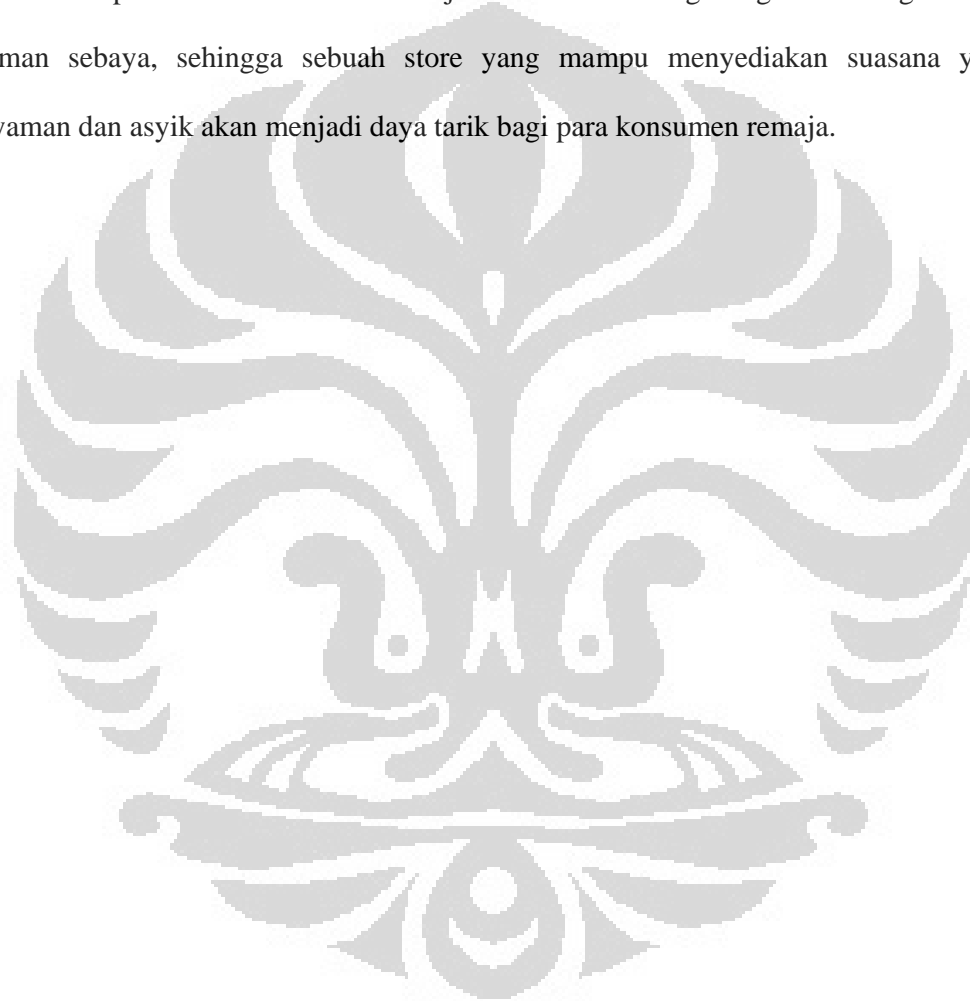 man sebaya, sehingga sebuah store yang mampu menyediakan suasana y
yaman dan asyik akan menjadi daya tarik bagi para konsumen remaja.